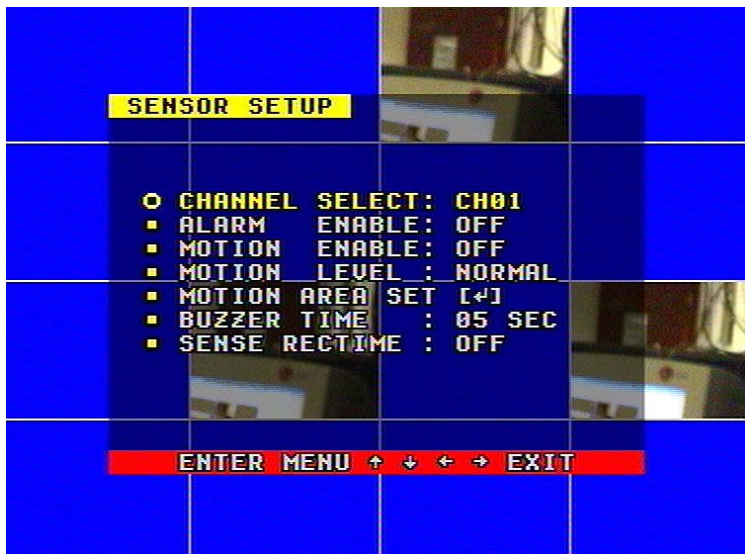 SENSOR SETUP
CHANNEL SELECT: CH01
ALARM ENABLE: OFF
MOTION ENABLE: OFF
MOTION LEVEL : NORMAL
MOTION AREA SET [↲]
BUZZER TIME : 05 SEC
SENSE RECTIME : OFF
ENTER MENU ↑ ↓ ← → EXIT